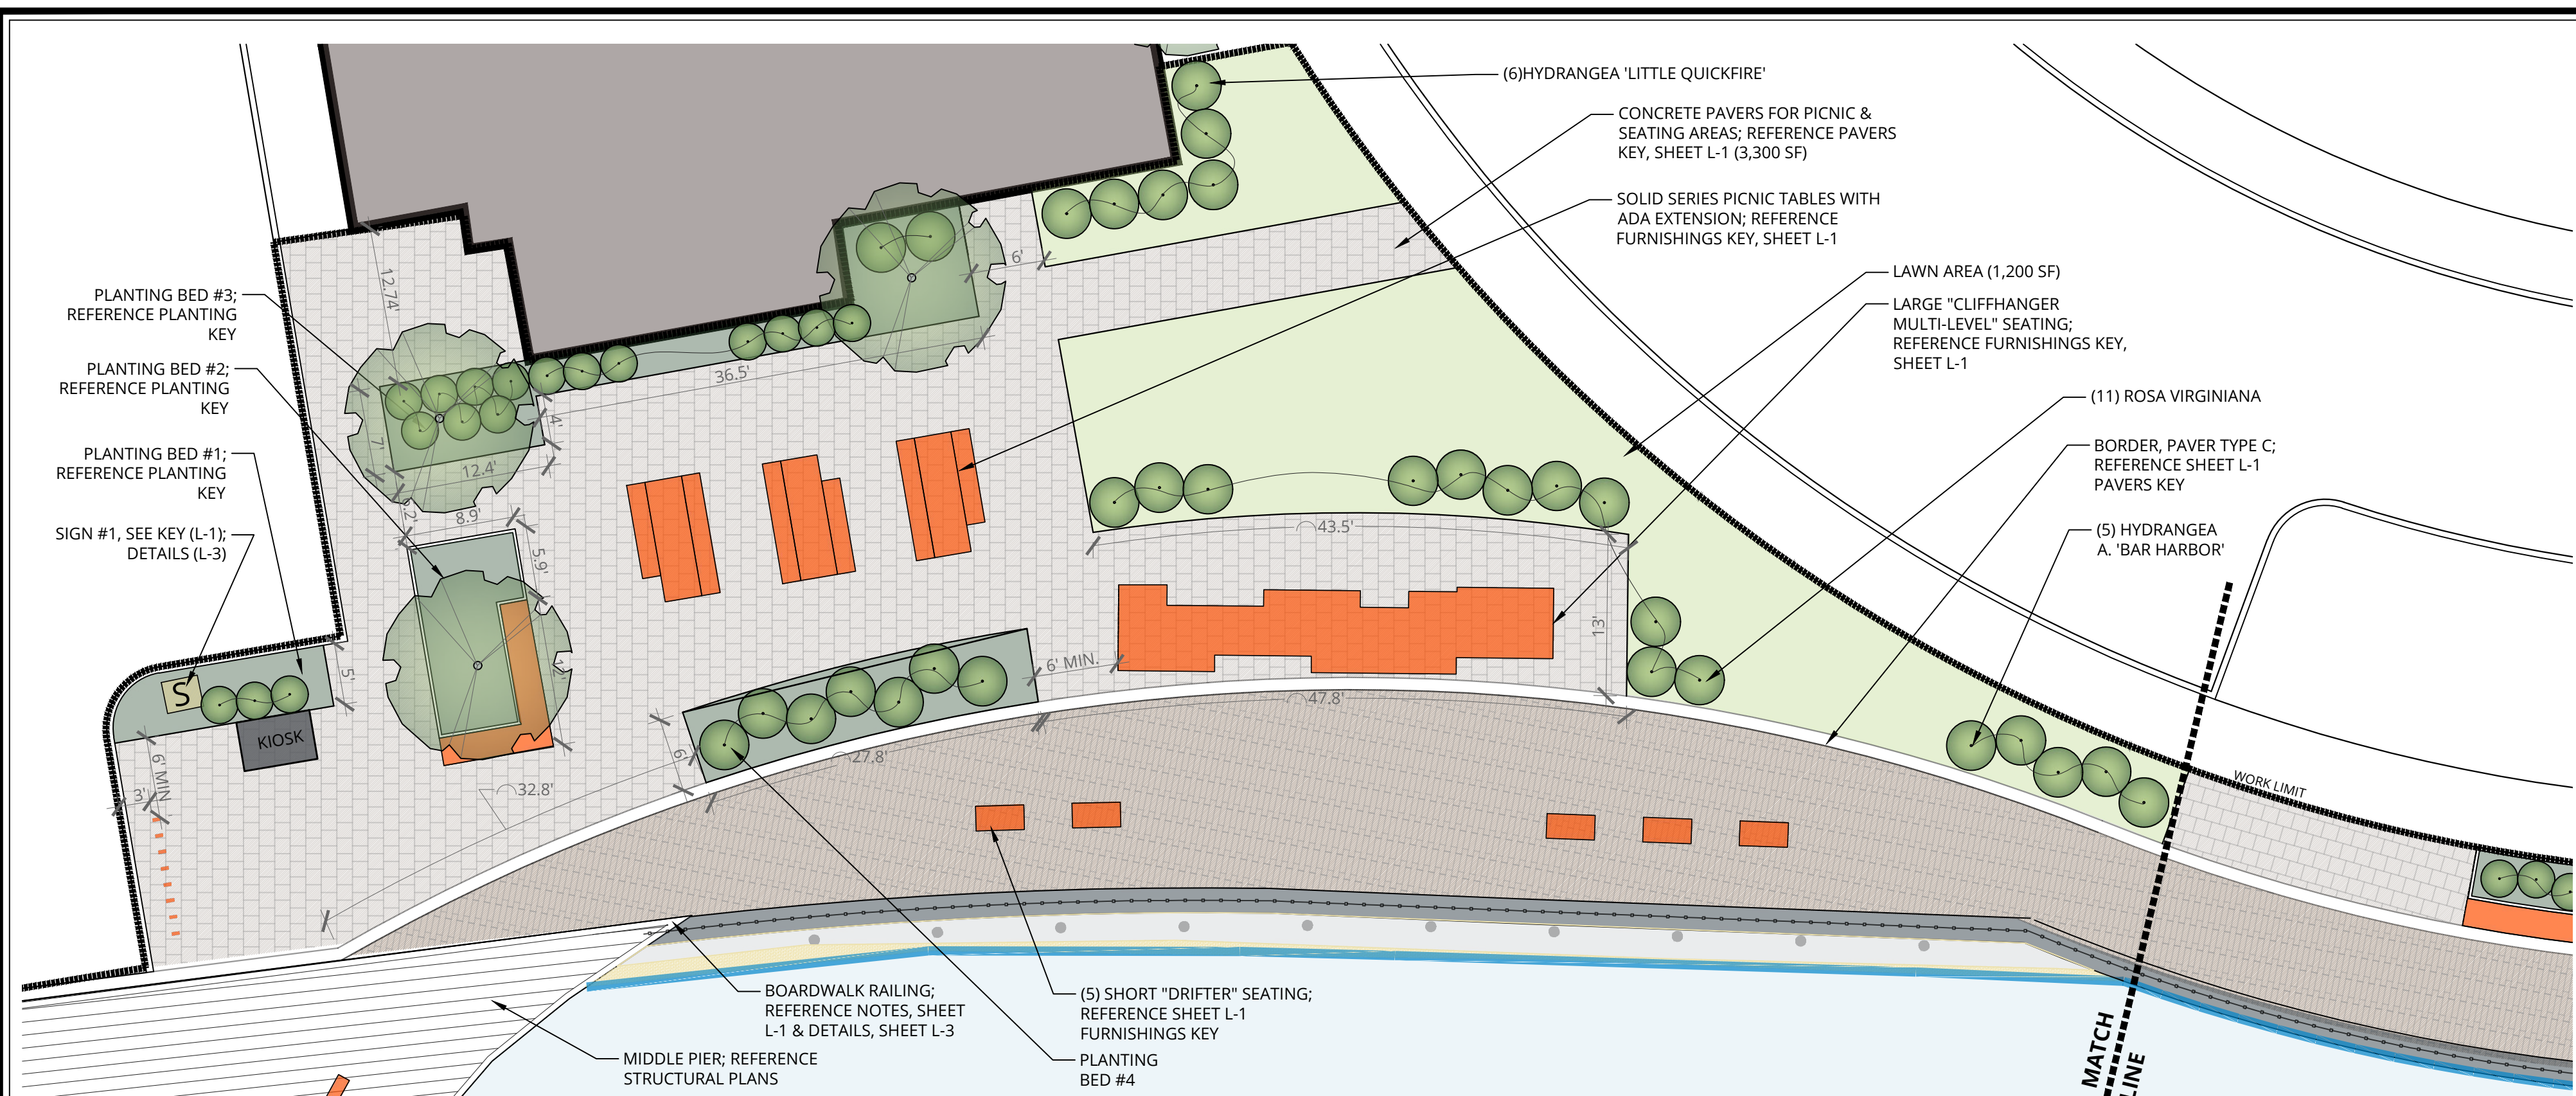 (6)HYDRANGEA 'LITTLE QUICKFIRE'
CONCRETE PAVERS FOR PICNIC &
SEATING AREAS; REFERENCE PAVERS
KEY, SHEET L-1 (3,300 SF)
SOLID SERIES PICNIC TABLES WITH
ADA EXTENSION; REFERENCE
FURNISHINGS KEY, SHEET L-1
LAWN AREA (1,200 SF)
LARGE "CLIFFHANGER
MULTI-LEVEL" SEATING;
REFERENCE FURNISHINGS KEY,
SHEET L-1
(11) ROSA VIRGINIANA
BORDER, PAVER TYPE C;
REFERENCE SHEET L-1
PAVERS KEY
(5) HYDRANGEA
A. 'BAR HARBOR'
PLANTING BED #3;
REFERENCE PLANTING
KEY
PLANTING BED #2;
REFERENCE PLANTING
KEY
PLANTING BED #1;
REFERENCE PLANTING
KEY
SIGN #1, SEE KEY (L-1);
DETAILS (L-3)
12.74'
6'
36.5'
4'
7'
12.4'
8.9'
5.9'
12'
43.5'
13'
6' MIN.
47.8'
5'
S
KIOSK
6' MIN
3'
32.8'
6'
27.8'
WORK LIMIT
BOARDWALK RAILING;
REFERENCE NOTES, SHEET
L-1 & DETAILS, SHEET L-3
MIDDLE PIER; REFERENCE
STRUCTURAL PLANS
(5) SHORT "DRIFTER" SEATING;
REFERENCE SHEET L-1
FURNISHINGS KEY
PLANTING
BED #4
MATCH
LINE